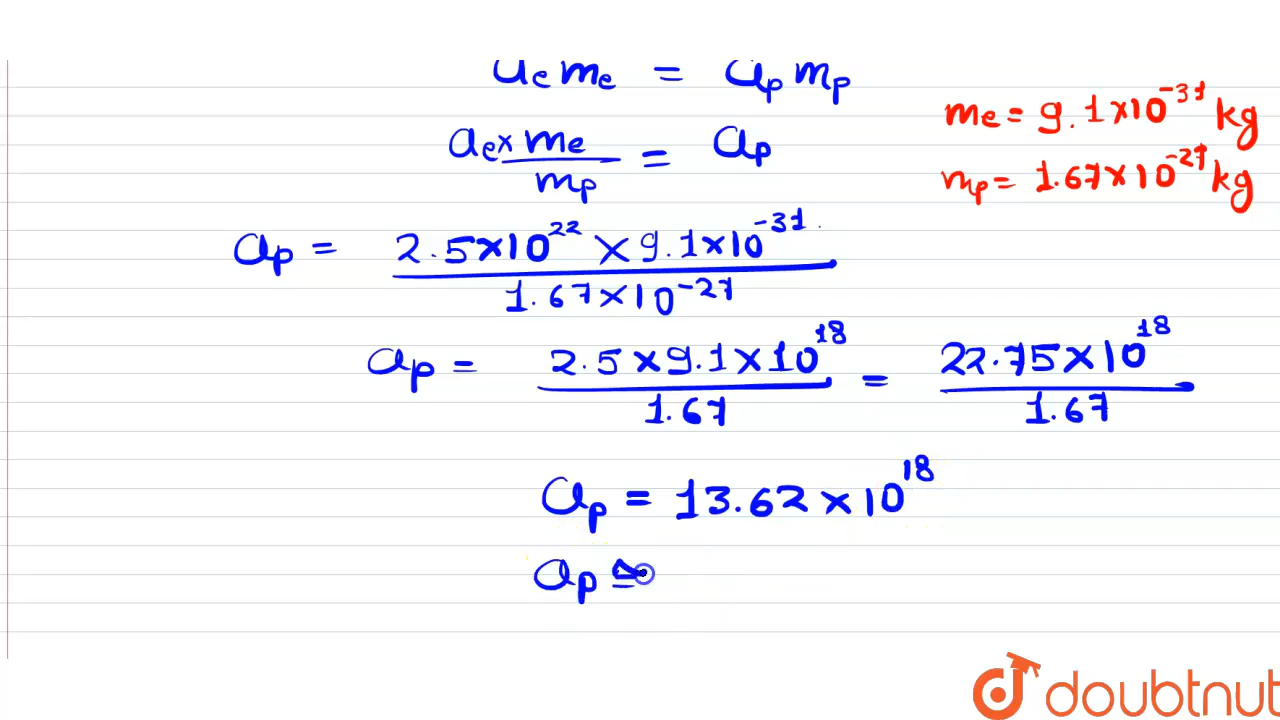 a_e m_e = a_p m_p
m_e = 9.1×10^-31 kg
a_e × m_e / m_p = a_p
m_p = 1.67×10^-27 kg
a_p = 2.5×10^22 × 9.1×10^-31 / 1.67×10^-27
a_p = 2.5×9.1×10^18 / 1.67 = 22.75×10^18 / 1.67
a_p = 13.62×10^18
a_p ≃
doubtnut